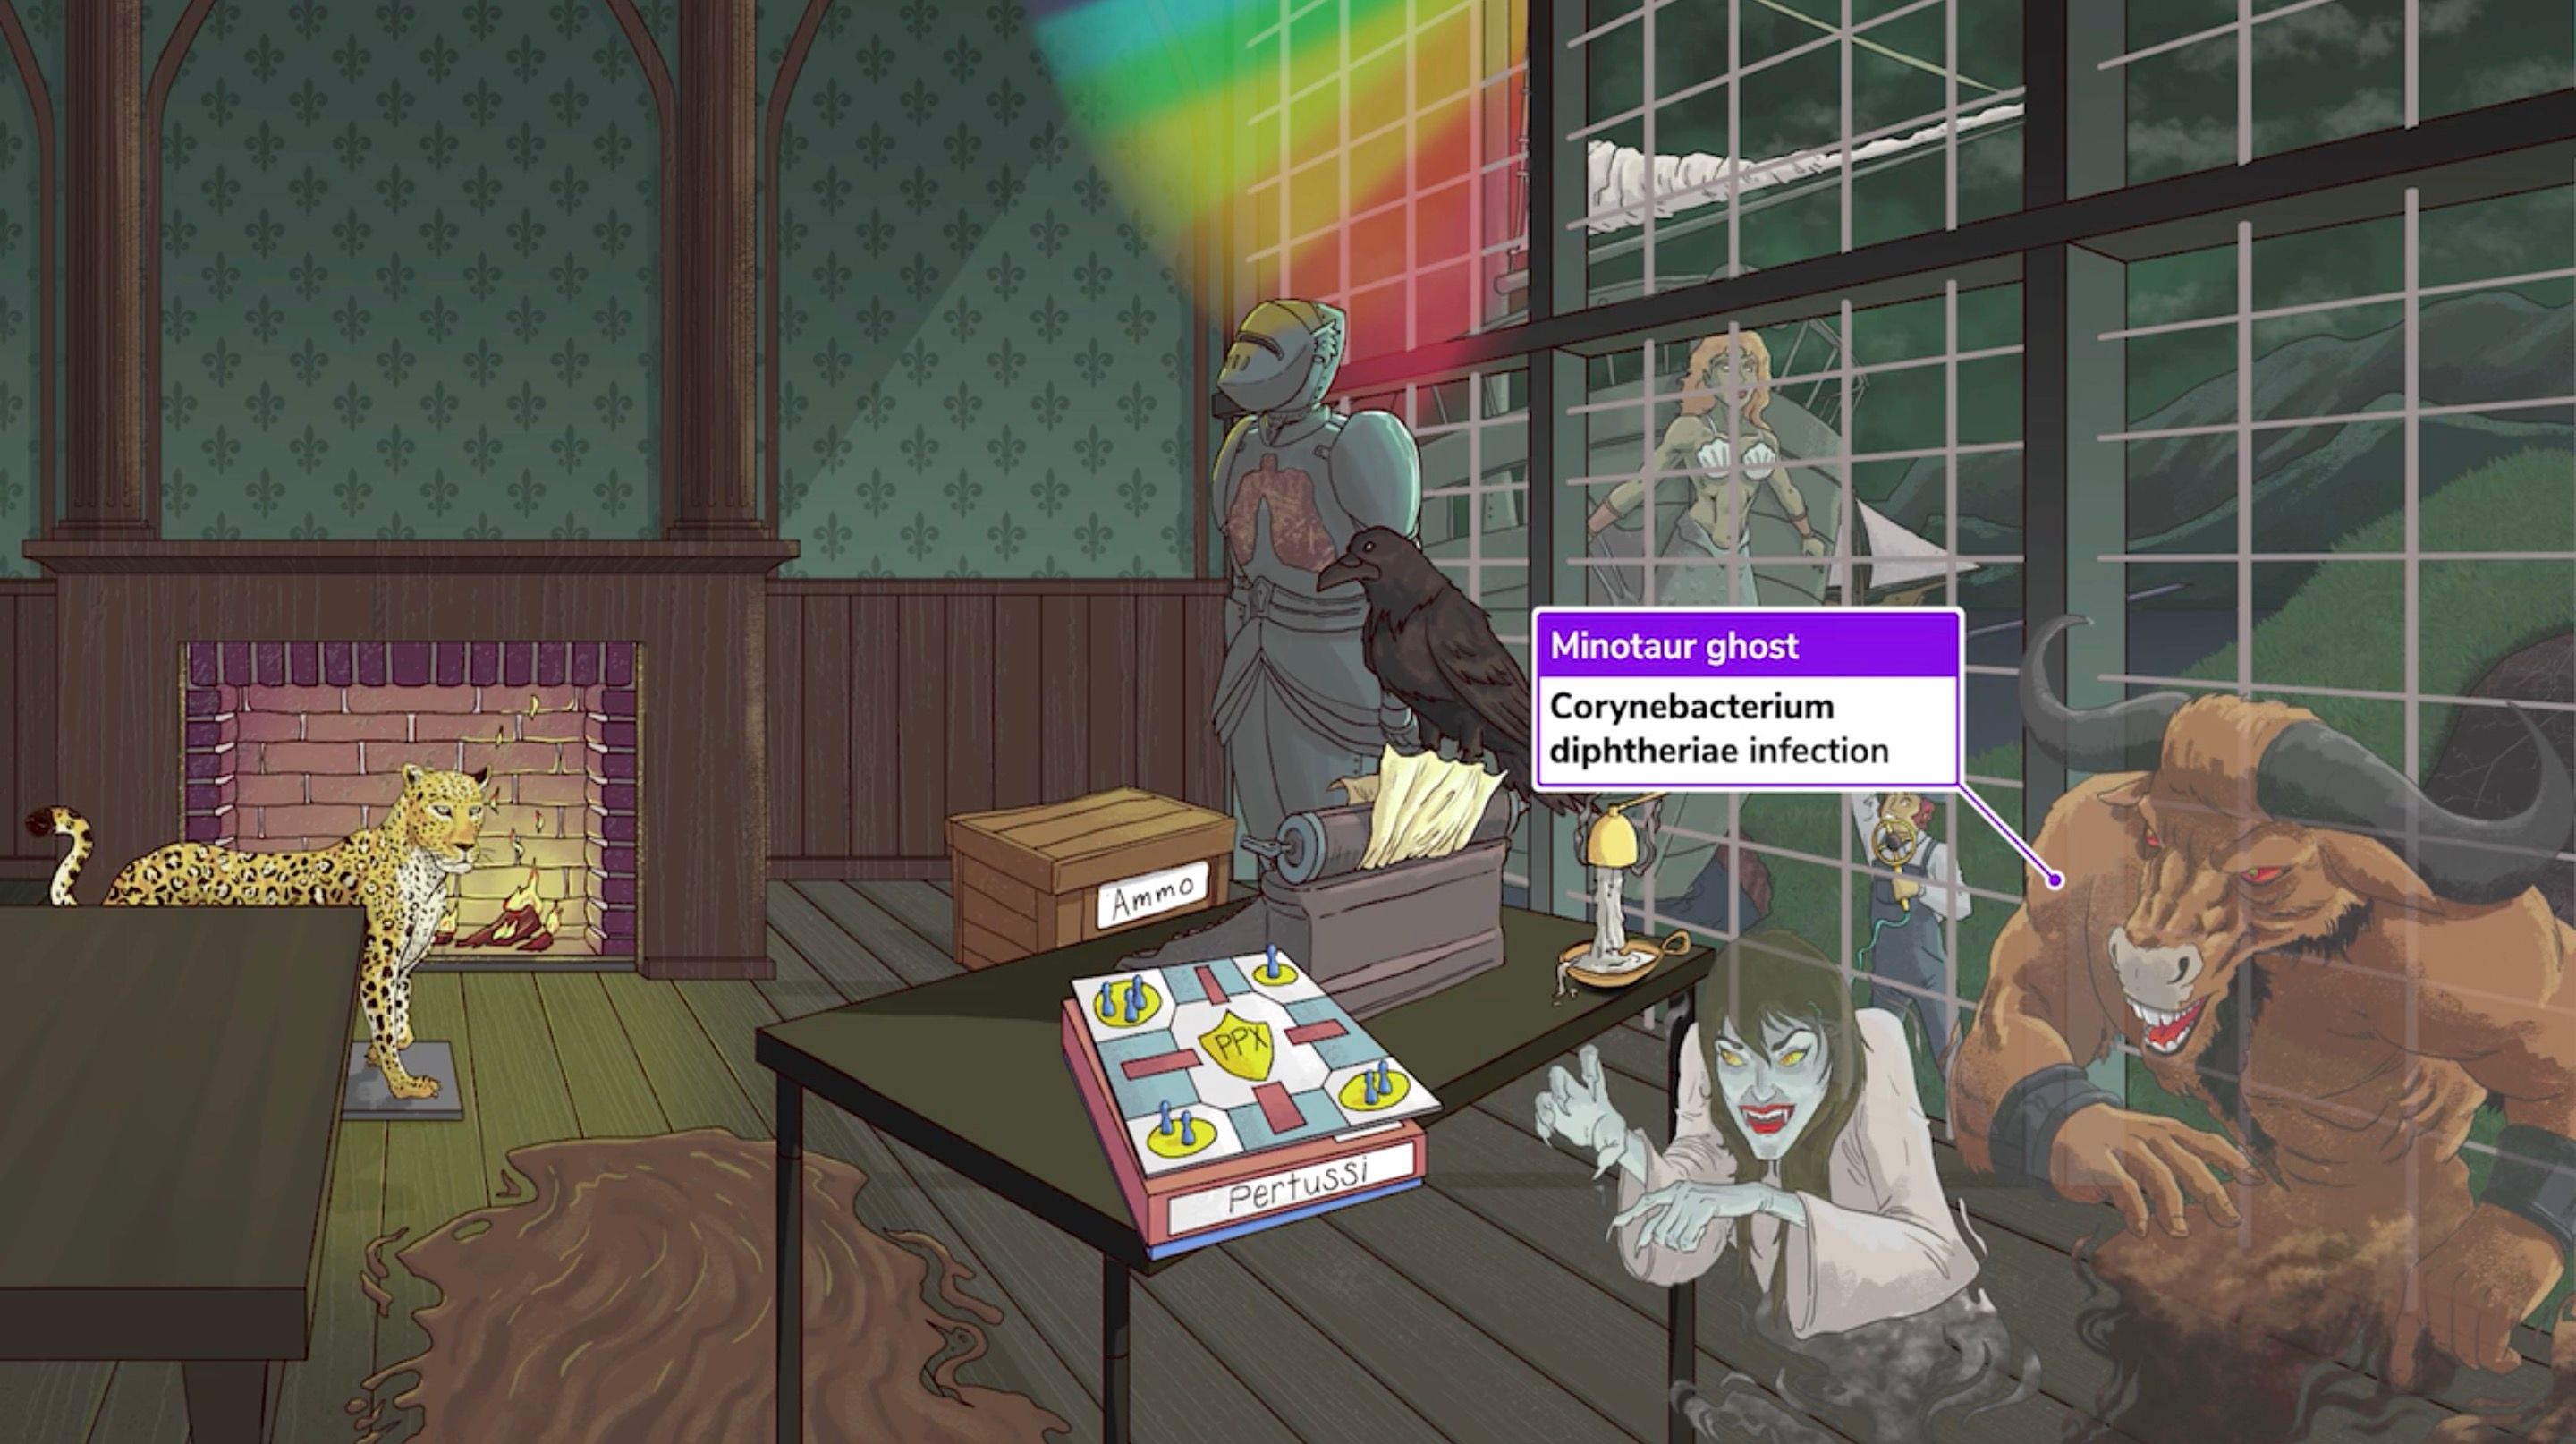 Minotaur ghost
Corynebacterium
diphtheriae infection
Ammo
PPX
Pertussi